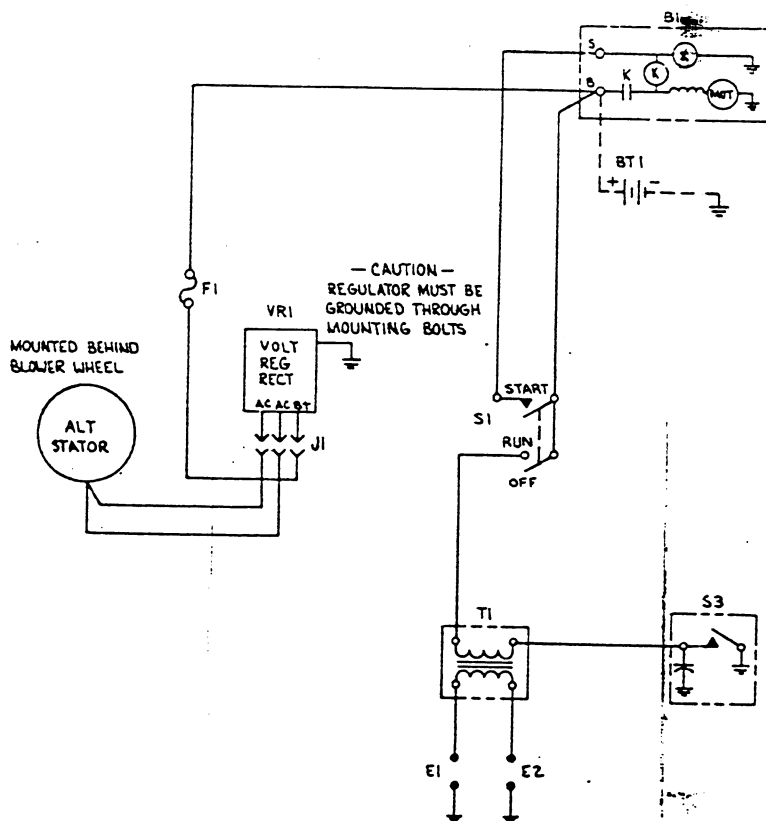 B1
S
K
B
K
MOT
BT1
+ -
F1
— CAUTION —
REGULATOR MUST BE
GROUNDED THROUGH
MOUNTING BOLTS
VR1
VOLT
REG
RECT
AC AC B+
MOUNTED BEHIND
BLOWER WHEEL
ALT
STATOR
J1
START
S1
RUN
OFF
T1
S3
E1
E2